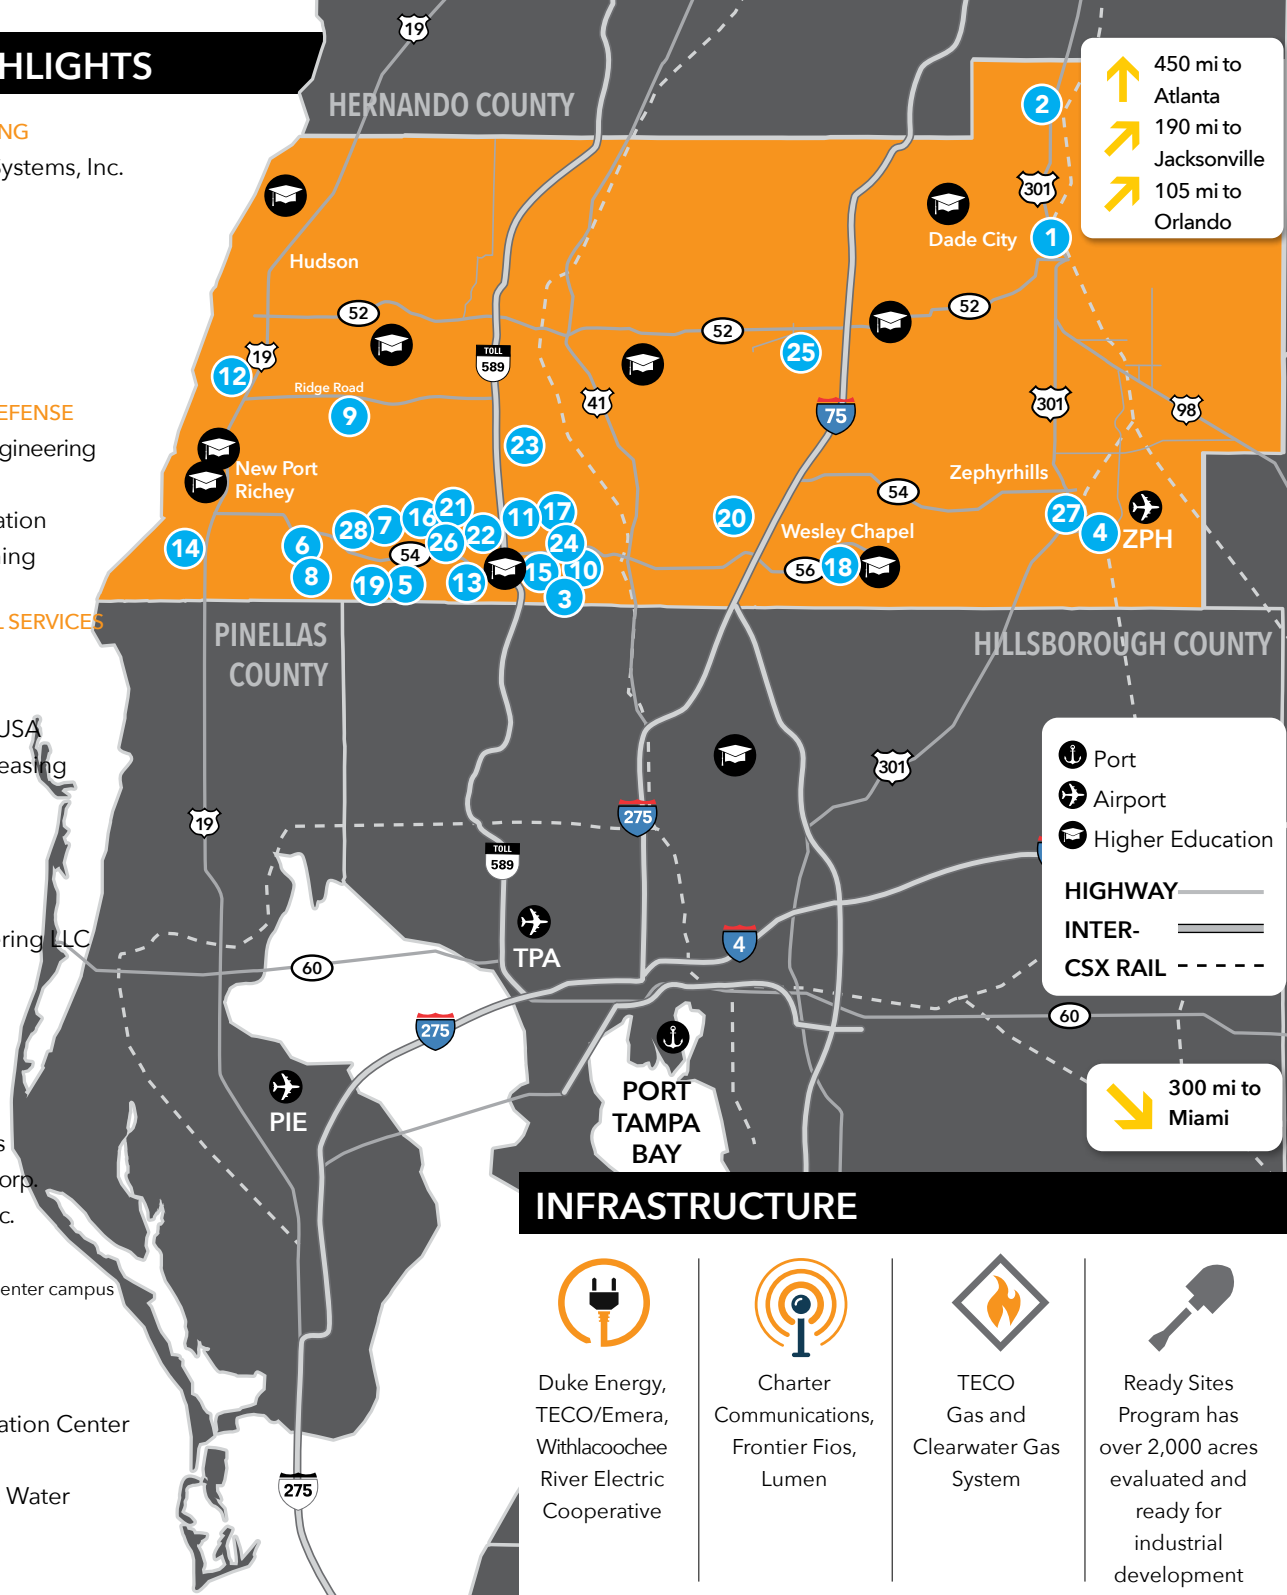 HLIGHTS
NG
Systems, Inc.
EFENSE
gineering
ation
ning
L SERVICES
USA
easing
ring LLC
s
orp.
c.
enter campus
ation Center
Water
19
HERNANDO COUNTY
2
450 mi to
Atlanta
190 mi to
Jacksonville
105 mi to
Orlando
301
Dade City
1
Hudson
52
52
52
19
12
TOLL
589
25
Ridge Road
9
41
75
301
98
23
New Port
Richey
Zephyrhills
54
14
6
8
28
7
16
21
54
26
22
11
17
24
19
5
13
15
10
3
20
Wesley Chapel
56
18
27
4
ZPH
PINELLAS
COUNTY
HILLSBOROUGH COUNTY
301
19
275
TOLL
589
Port
Airport
Higher Education
HIGHWAY
INTER-
CSX RAIL
TPA
4
60
275
60
PIE
PORT
TAMPA
BAY
300 mi to
Miami
275
INFRASTRUCTURE
Duke Energy,
TECO/Emera,
Withlacoochee
River Electric
Cooperative
Charter
Communications,
Frontier Fios,
Lumen
TECO
Gas and
Clearwater Gas
System
Ready Sites
Program has
over 2,000 acres
evaluated and
ready for
industrial
development